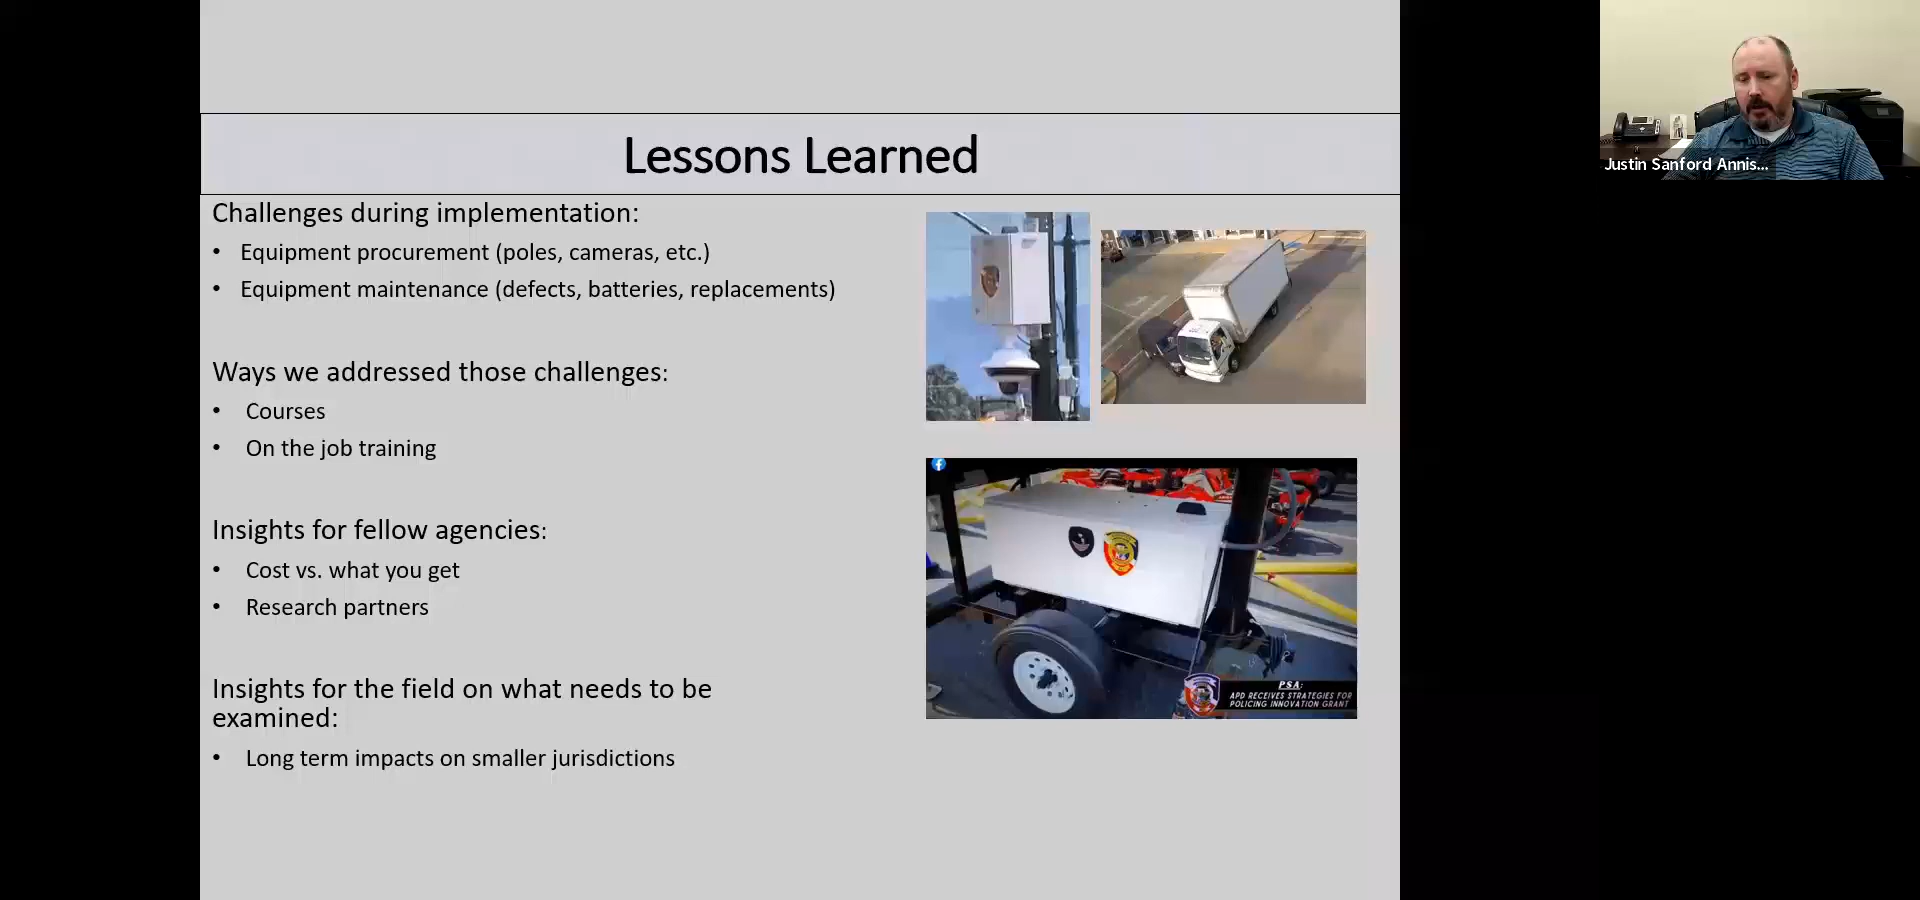 Lessons Learned
Challenges during implementation:
• Equipment procurement (poles, cameras, etc.)
• Equipment maintenance (defects, batteries, replacements)
Ways we addressed those challenges:
• Courses
• On the job training
Insights for fellow agencies:
• Cost vs. what you get
• Research partners
Insights for the field on what needs to be
examined:
• Long term impacts on smaller jurisdictions
PSA:
APD RECEIVES STRATEGIES FOR
POLICING INNOVATION GRANT
Justin Sanford Annis...